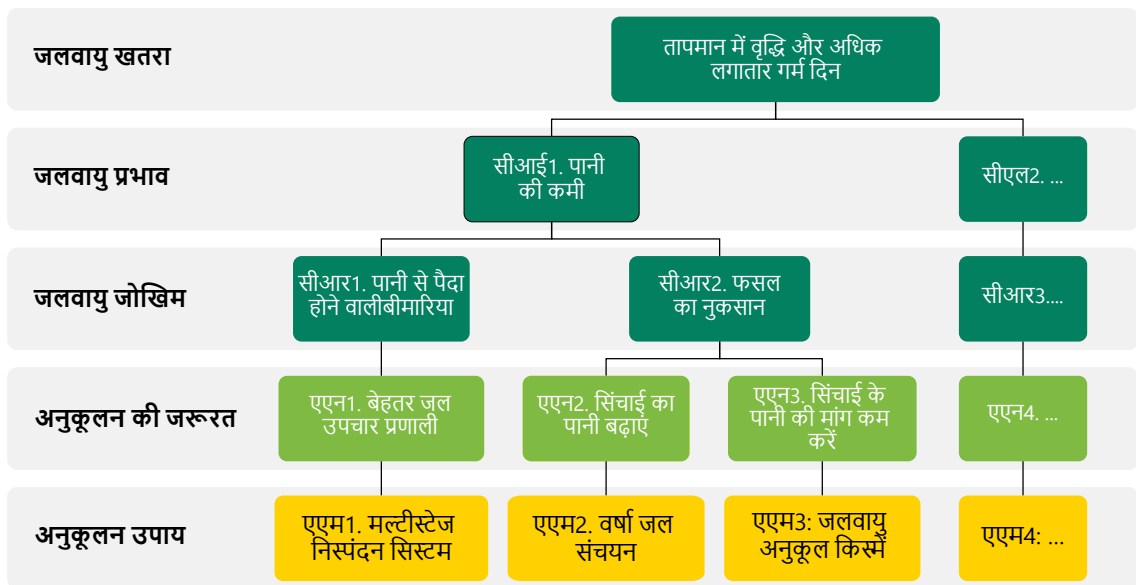 जलवायु खतरा
तापमान में वृद्धि और अधिक
लगातार गर्म दिन
जलवायु प्रभाव
सीआई1. पानी
की कमी
सीएल2. ...
जलवायु जोखिम
सीआर1. पानी से पैदा
होने वालीबीमारिया
सीआर2. फसल
का नुकसान
सीआर3....
अनुकूलन की जरूरत
एएन1. बेहतर जल
उपचार प्रणाली
एएन2. सिंचाई का
पानी बढ़ाएं
एएन3. सिंचाई के
पानी की मांग कम
करें
एएन4. ...
अनुकूलन उपाय
एएम1. मल्टीस्टेज
निस्पंदन सिस्टम
एएम2. वर्षा जल
संचयन
एएम3: जलवायु
अनुकूल किस्में
एएम4: ...